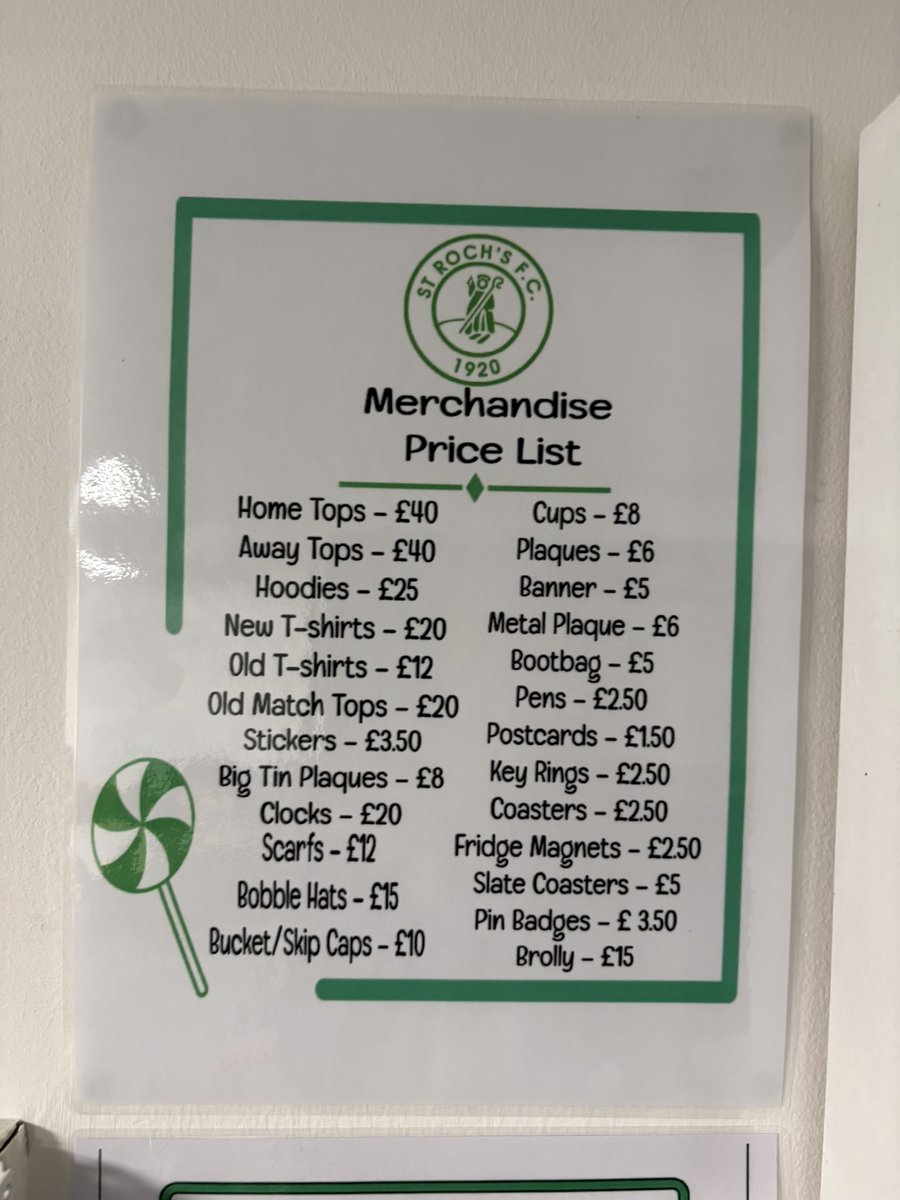 ST ROCH'S F.C.
1920
Merchandise
Price List
Home Tops – £40
Away Tops – £40
Hoodies – £25
New T-shirts – £20
Old T-shirts – £12
Old Match Tops – £20
Stickers – £3.50
Big Tin Plaques – £8
Clocks – £20
Scarfs – £12
Bobble Hats – £15
Bucket/Skip Caps – £10
Cups – £8
Plaques – £6
Banner – £5
Metal Plaque – £6
Bootbag – £5
Pens – £2.50
Postcards – £1.50
Key Rings – £2.50
Coasters – £2.50
Fridge Magnets – £2.50
Slate Coasters – £5
Pin Badges – £ 3.50
Brolly – £15